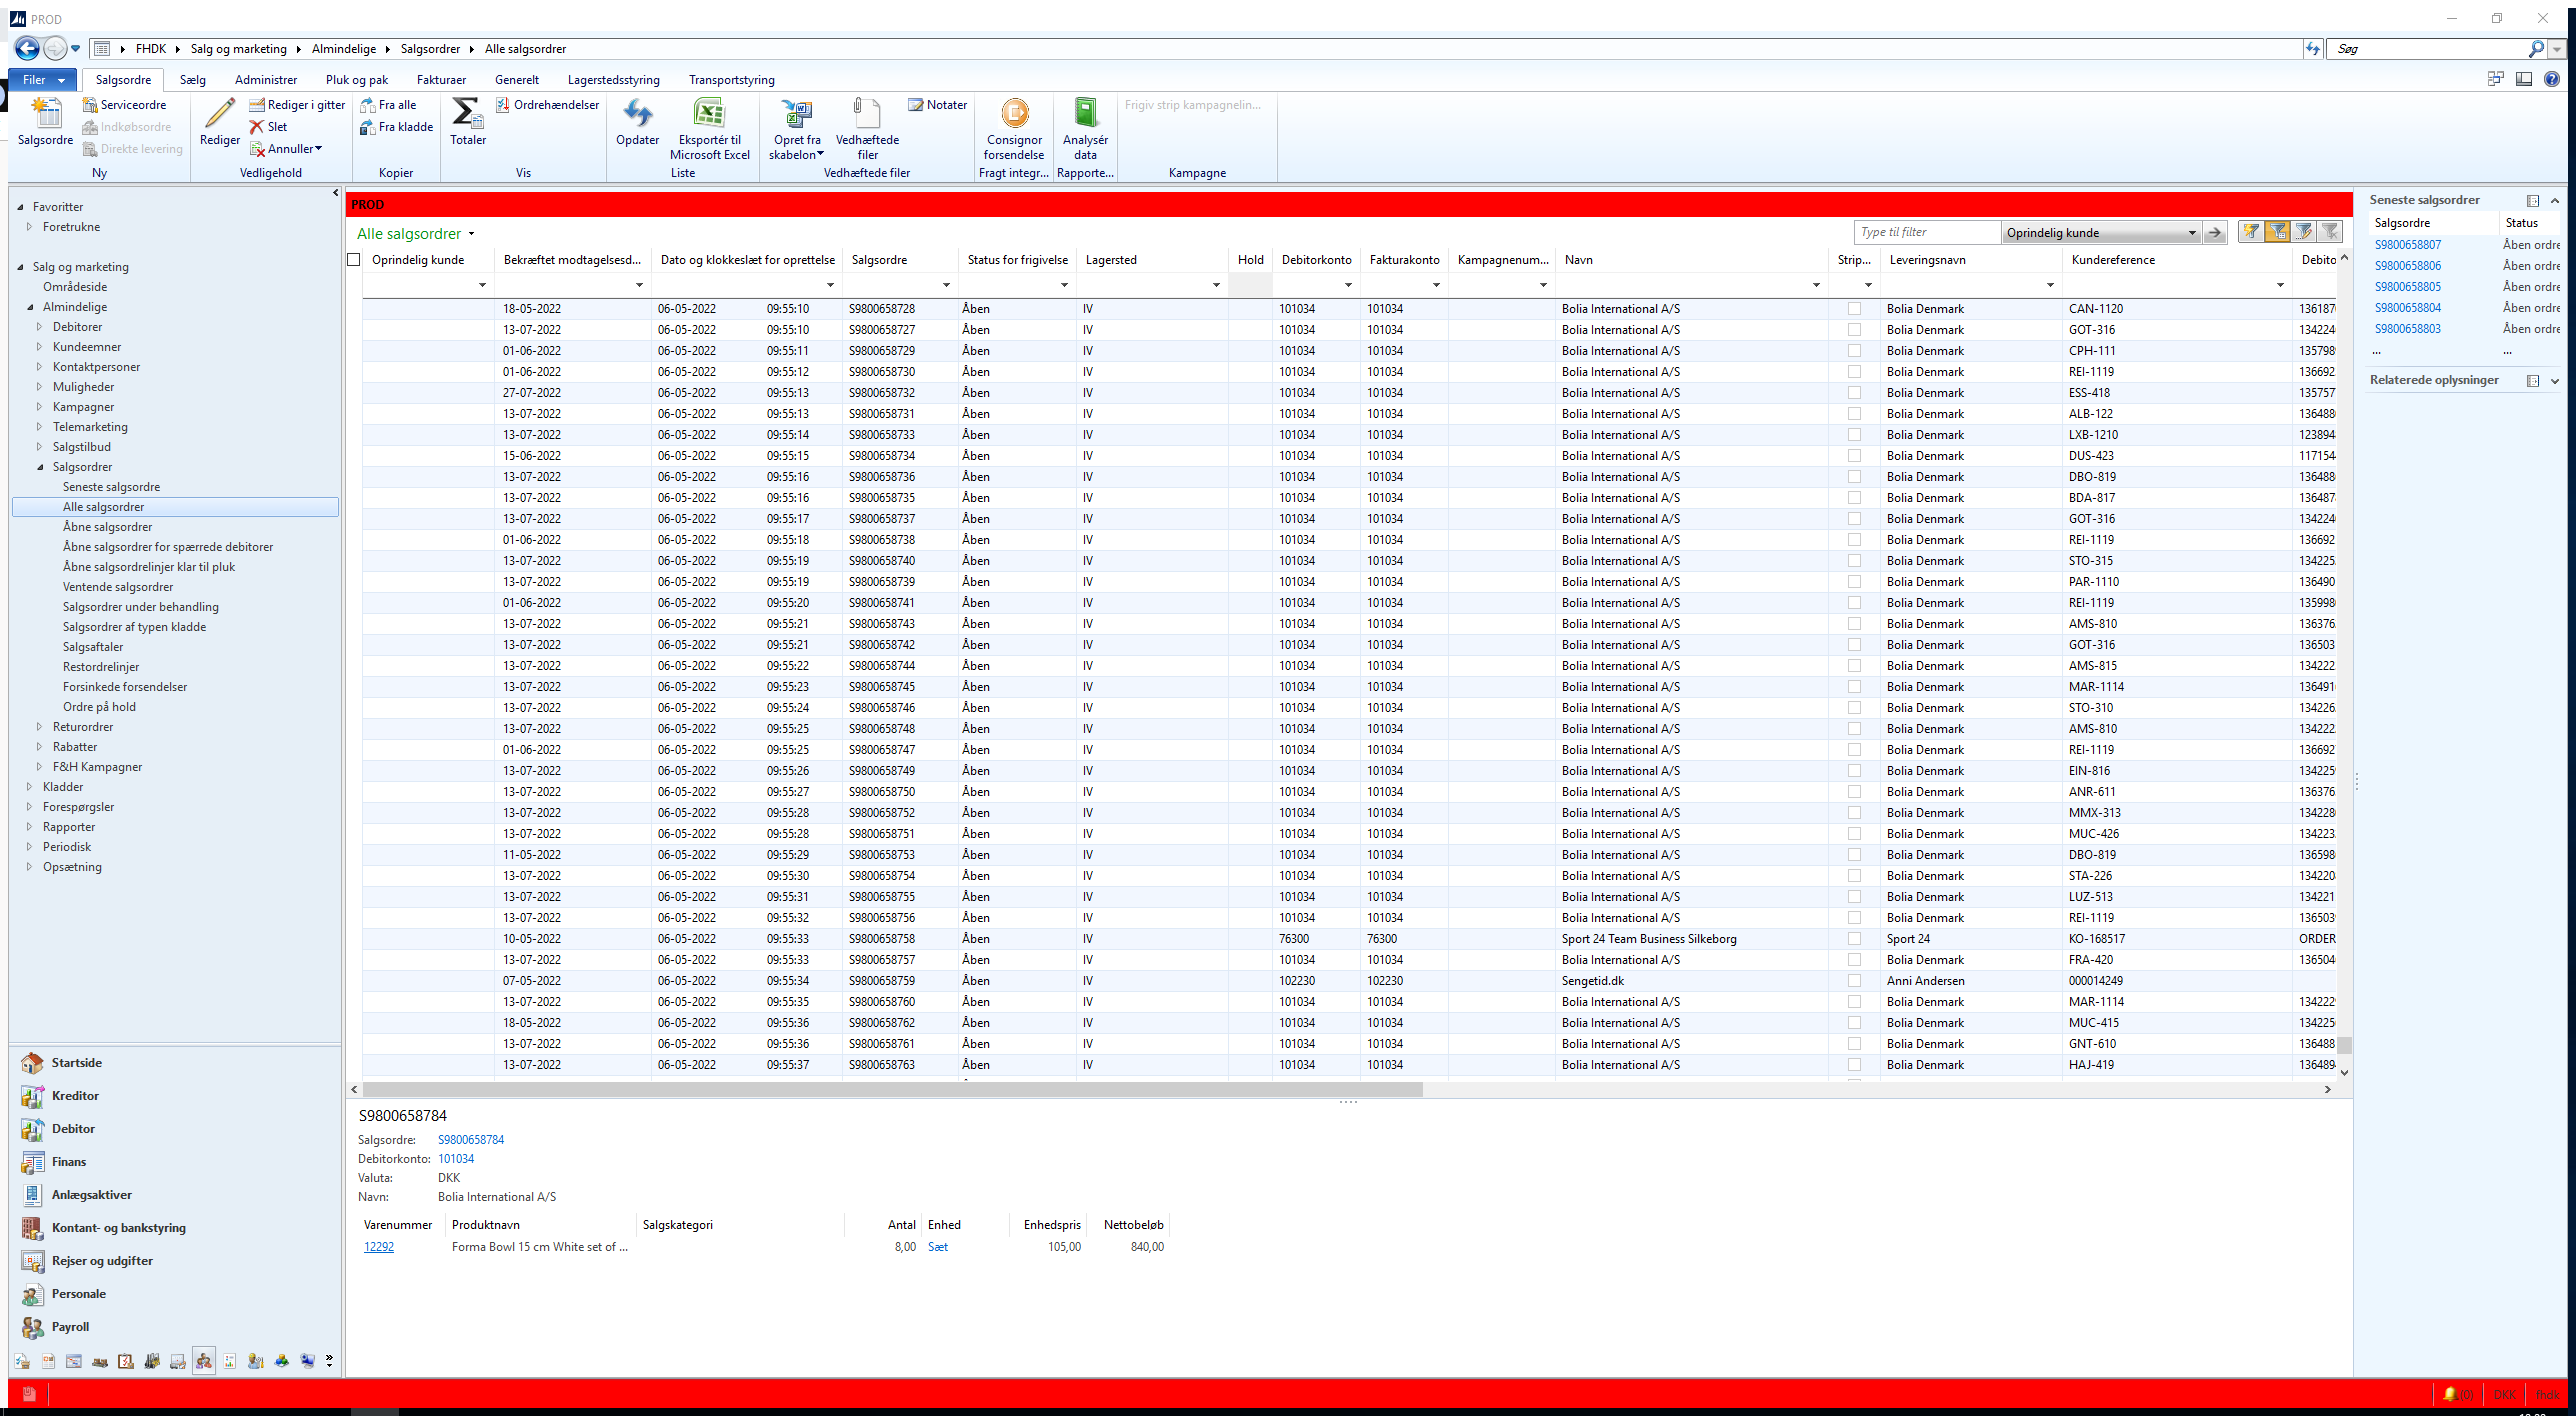 PROD
FHDK Salg og marketing Almindelige Salgsordrer Alle salgsordrer
Søg
Filer Salgsordre Sælg Administrer Pluk og pak Fakturaer Generelt Lagerstedsstyring Transportstyring
Salgsordre
Serviceordre
Indkøbsordre
Direkte levering
Ny
Rediger
Rediger i gitter
Slet
Annuller
Vedligehold
Fra alle
Fra kladde
Kopier
Totaler
Ordrehændelser
Vis
Opdater
Eksportér til Microsoft Excel
Liste
Opret fra skabelon
Vedhæftede filer
Notater
Vedhæftede filer
Consignor forsendelse
Fragt integr...
Analysér data
Rapporte...
Frigiv strip kampagnelin...
Kampagne
Favoritter
Foretrukne
Salg og marketing
Områdeside
Almindelige
Debitorer
Kundeemner
Kontaktpersoner
Muligheder
Kampagner
Telemarketing
Salgstilbud
Salgsordrer
Seneste salgsordre
Alle salgsordrer
Åbne salgsordrer
Åbne salgsordrer for spærrede debitorer
Åbne salgsordrelinjer klar til pluk
Ventende salgsordrer
Salgsordrer under behandling
Salgsordrer af typen kladde
Salgsaftaler
Restordrelinjer
Forsinkede forsendelser
Ordre på hold
Returordrer
Rabatter
F&H Kampagner
Kladder
Forespørgsler
Rapporter
Periodisk
Opsætning
Startside
Kreditor
Debitor
Finans
Anlægsaktiver
Kontant- og bankstyring
Rejser og udgifter
Personale
Payroll
PROD
Alle salgsordrer
Type til filter Oprindelig kunde
Oprindelig kunde Bekræftet modtagelsesd... Dato og klokkeslæt for oprettelse Salgsordre Status for frigivelse Lagersted Hold Debitorkonto Fakturakonto Kampagnenum... Navn Strip... Leveringsnavn Kundereference Debito
18-05-2022 06-05-2022 09:55:10 S9800658728 Åben IV 101034 101034 Bolia International A/S Bolia Denmark CAN-1120
13-07-2022 06-05-2022 09:55:10 S9800658727 Åben IV 101034 101034 Bolia International A/S Bolia Denmark GOT-316 134224
01-06-2022 06-05-2022 09:55:11 S9800658729 Åben IV 101034 101034 Bolia International A/S Bolia Denmark CPH-111 135798
01-06-2022 06-05-2022 09:55:12 S9800658730 Åben IV 101034 101034 Bolia International A/S Bolia Denmark REI-1119 136692
27-07-2022 06-05-2022 09:55:13 S9800658732 Åben IV 101034 101034 Bolia International A/S Bolia Denmark ESS-418 135757
13-07-2022 06-05-2022 09:55:13 S9800658731 Åben IV 101034 101034 Bolia International A/S Bolia Denmark ALB-122 136488
13-07-2022 06-05-2022 09:55:14 S9800658733 Åben IV 101034 101034 Bolia International A/S Bolia Denmark LXB-1210 123894
15-06-2022 06-05-2022 09:55:15 S9800658734 Åben IV 101034 101034 Bolia International A/S Bolia Denmark DUS-423 117154
13-07-2022 06-05-2022 09:55:16 S9800658736 Åben IV 101034 101034 Bolia International A/S Bolia Denmark DBO-819 136488
13-07-2022 06-05-2022 09:55:16 S9800658735 Åben IV 101034 101034 Bolia International A/S Bolia Denmark BDA-817 136487
13-07-2022 06-05-2022 09:55:17 S9800658737 Åben IV 101034 101034 Bolia International A/S Bolia Denmark GOT-316 134224
01-06-2022 06-05-2022 09:55:18 S9800658738 Åben IV 101034 101034 Bolia International A/S Bolia Denmark REI-1119 136692
13-07-2022 06-05-2022 09:55:19 S9800658740 Åben IV 101034 101034 Bolia International A/S Bolia Denmark STO-315 134225
13-07-2022 06-05-2022 09:55:19 S9800658739 Åben IV 101034 101034 Bolia International A/S Bolia Denmark PAR-1110 136490
01-06-2022 06-05-2022 09:55:20 S9800658741 Åben IV 101034 101034 Bolia International A/S Bolia Denmark REI-1119 135998
13-07-2022 06-05-2022 09:55:21 S9800658743 Åben IV 101034 101034 Bolia International A/S Bolia Denmark AMS-810 136376
13-07-2022 06-05-2022 09:55:21 S9800658742 Åben IV 101034 101034 Bolia International A/S Bolia Denmark GOT-316 136503
13-07-2022 06-05-2022 09:55:22 S9800658744 Åben IV 101034 101034 Bolia International A/S Bolia Denmark AMS-815 134222
13-07-2022 06-05-2022 09:55:23 S9800658745 Åben IV 101034 101034 Bolia International A/S Bolia Denmark MAR-1114 136491
13-07-2022 06-05-2022 09:55:24 S9800658746 Åben IV 101034 101034 Bolia International A/S Bolia Denmark STO-310 134226
13-07-2022 06-05-2022 09:55:25 S9800658748 Åben IV 101034 101034 Bolia International A/S Bolia Denmark AMS-810 134222
01-06-2022 06-05-2022 09:55:25 S9800658747 Åben IV 101034 101034 Bolia International A/S Bolia Denmark REI-1119 136692
13-07-2022 06-05-2022 09:55:26 S9800658749 Åben IV 101034 101034 Bolia International A/S Bolia Denmark EIN-816 134225
13-07-2022 06-05-2022 09:55:27 S9800658750 Åben IV 101034 101034 Bolia International A/S Bolia Denmark ANR-611 136376
13-07-2022 06-05-2022 09:55:28 S9800658752 Åben IV 101034 101034 Bolia International A/S Bolia Denmark MMX-313 134228
13-07-2022 06-05-2022 09:55:28 S9800658751 Åben IV 101034 101034 Bolia International A/S Bolia Denmark MUC-426 134223
11-05-2022 06-05-2022 09:55:29 S9800658753 Åben IV 101034 101034 Bolia International A/S Bolia Denmark DBO-819 136598
13-07-2022 06-05-2022 09:55:30 S9800658754 Åben IV 101034 101034 Bolia International A/S Bolia Denmark STA-226 134220
13-07-2022 06-05-2022 09:55:31 S9800658755 Åben IV 101034 101034 Bolia International A/S Bolia Denmark LUZ-513 134221
13-07-2022 06-05-2022 09:55:32 S9800658756 Åben IV 101034 101034 Bolia International A/S Bolia Denmark REI-1119 136503
10-05-2022 06-05-2022 09:55:33 S9800658758 Åben IV 76300 76300 Sport 24 Team Business Silkeborg Sport 24 KO-168517 ORDER
13-07-2022 06-05-2022 09:55:33 S9800658757 Åben IV 101034 101034 Bolia International A/S Bolia Denmark FRA-420 136504
07-05-2022 06-05-2022 09:55:34 S9800658759 Åben IV 102230 102230 Sengetid.dk Anni Andersen 000014249
13-07-2022 06-05-2022 09:55:35 S9800658760 Åben IV 101034 101034 Bolia International A/S Bolia Denmark MAR-1114 134222
18-05-2022 06-05-2022 09:55:36 S9800658762 Åben IV 101034 101034 Bolia International A/S Bolia Denmark MUC-415 134225
13-07-2022 06-05-2022 09:55:36 S9800658761 Åben IV 101034 101034 Bolia International A/S Bolia Denmark GNT-610 136488
13-07-2022 06-05-2022 09:55:37 S9800658763 Åben IV 101034 101034 Bolia International A/S Bolia Denmark HAJ-419 136489
S9800658784
Salgsordre: S9800658784
Debitorkonto: 101034
Valuta: DKK
Navn: Bolia International A/S
Varenummer Produktnavn Salgskategori Antal Enhed Enhedspris Nettobeløb
12292 Forma Bowl 15 cm White set of ... 8,00 Sæt 105,00 840,00
Seneste salgsordrer
Salgsordre Status
S9800658807 Åben ordre
S9800658806 Åben ordre
S9800658805 Åben ordre
S9800658804 Åben ordre
S9800658803 Åben ordre
... ...
Relaterede oplysninger
(0) DKK fhdk